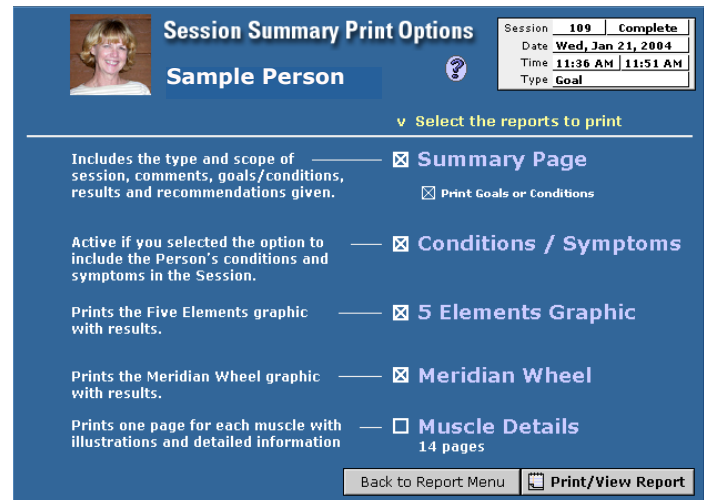 Session Summary Print Options
Sample Person
?
Session 109 Complete
Date Wed, Jan 21, 2004
Time 11:36 AM 11:51 AM
Type Goal
v Select the reports to print
Includes the type and scope of
session, comments, goals/conditions,
results and recommendations given.
Summary Page
Print Goals or Conditions
Active if you selected the option to
include the Person's conditions and
symptoms in the Session.
Conditions / Symptoms
Prints the Five Elements graphic
with results.
5 Elements Graphic
Prints the Meridian Wheel graphic
with results.
Meridian Wheel
Prints one page for each muscle with
illustrations and detailed information
Muscle Details
14 pages
Back to Report Menu
Print/View Report